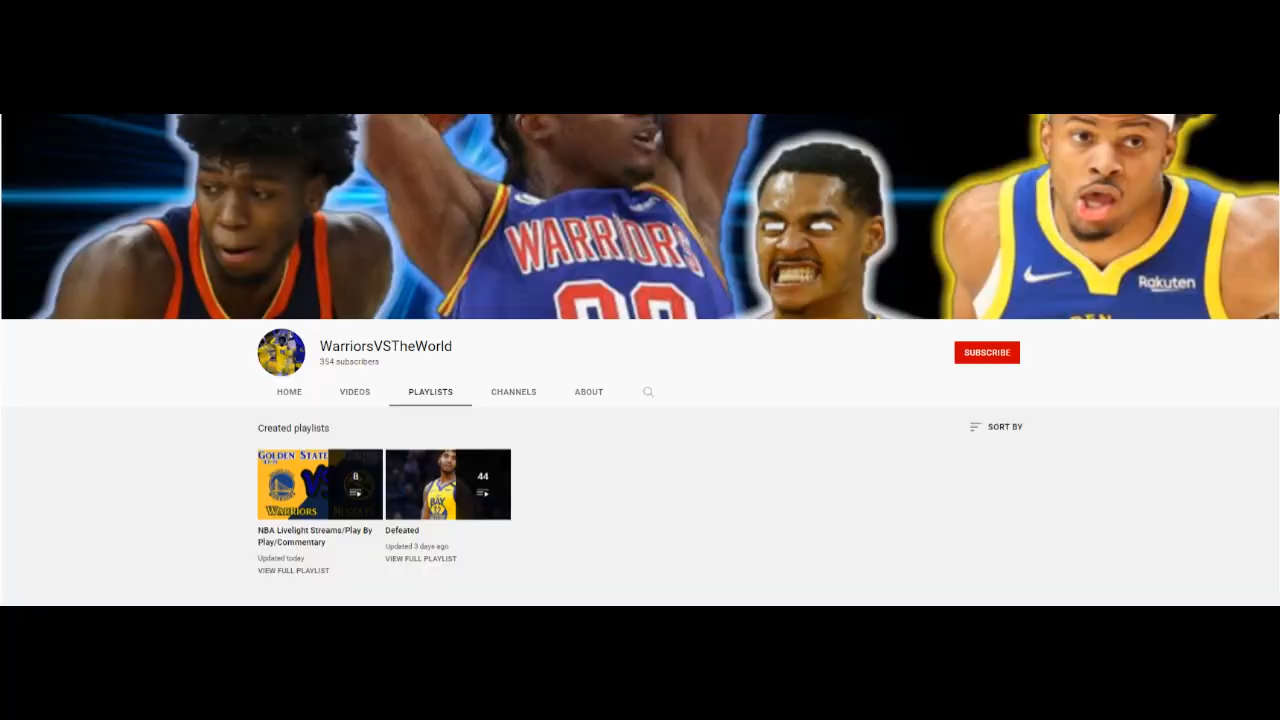 WARRIORS
Rakuten
WarriorsVSTheWorld
354 subscribers
SUBSCRIBE
HOME
VIDEOS
PLAYLISTS
CHANNELS
ABOUT
Created playlists
SORT BY
GOLDEN STATE
WARRIORS
NUGGETS
8
BAY
44
NBA Livelight Streams/Play By
Play/Commentary
Updated today
VIEW FULL PLAYLIST
Defeated
Updated 3 days ago
VIEW FULL PLAYLIST